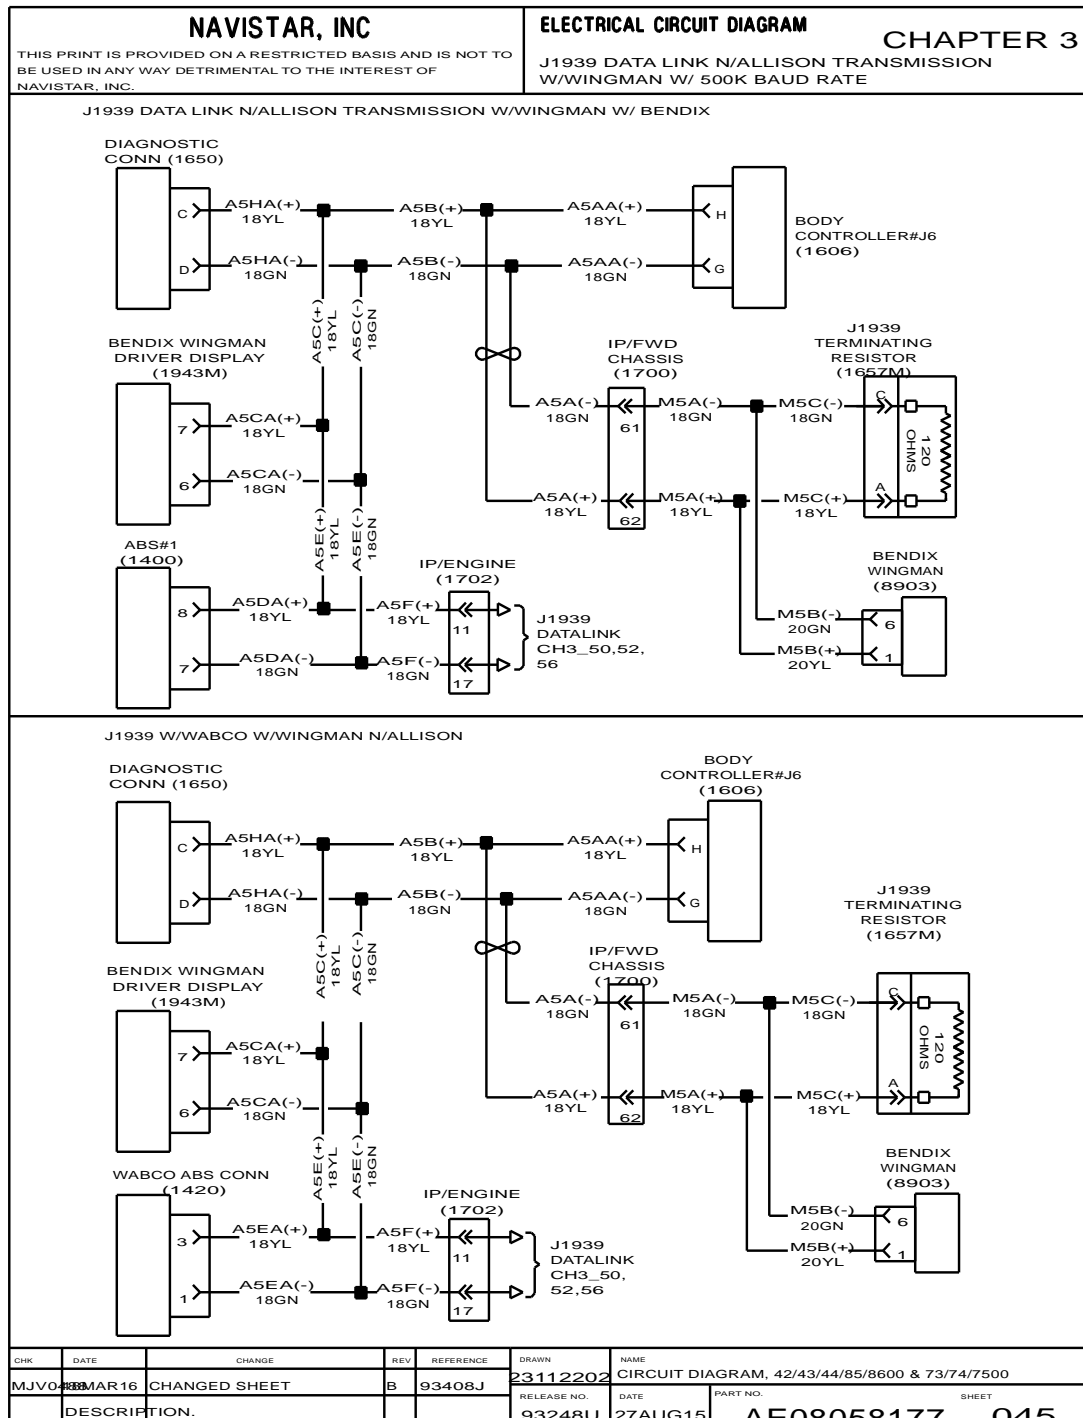 NAVISTAR, INC
THIS PRINT IS PROVIDED ON A RESTRICTED BASIS AND IS NOT TO
BE USED IN ANY WAY DETRIMENTAL TO THE INTEREST OF
NAVISTAR, INC.
ELECTRICAL CIRCUIT DIAGRAM
CHAPTER 3
J1939 DATA LINK N/ALLISON TRANSMISSION
W/WINGMAN W/ 500K BAUD RATE
J1939 DATA LINK N/ALLISON TRANSMISSION W/WINGMAN W/ BENDIX
DIAGNOSTIC
CONN (1650)
C
A5HA(+)
18YL
A5B(+)
18YL
A5AA(+)
18YL
H
D
A5HA(-)
18GN
A5B(-)
18GN
A5AA(-)
18GN
G
BODY
CONTROLLER#J6
(1606)
A5C(+)
18YL
A5C(-)
18GN
BENDIX WINGMAN
DRIVER DISPLAY
(1943M)
7
A5CA(+)
18YL
6
A5CA(-)
18GN
IP/FWD
CHASSIS
(1700)
J1939
TERMINATING
RESISTOR
(1657M)
A5A(-)
18GN
61
M5A(-)
18GN
M5C(-)
18GN
C
120
OHMS
A5A(+)
18YL
62
M5A(+)
18YL
M5C(+)
18YL
A
A5E(+)
18YL
A5E(-)
18GN
ABS#1
(1400)
8
A5DA(+)
18YL
7
A5DA(-)
18GN
IP/ENGINE
(1702)
A5F(+)
18YL
11
A5F(-)
18GN
17
J1939
DATALINK
CH3_50,52,
56
BENDIX
WINGMAN
(8903)
M5B(-)
20GN
6
M5B(+)
20YL
1
J1939 W/WABCO W/WINGMAN N/ALLISON
DIAGNOSTIC
CONN (1650)
C
A5HA(+)
18YL
A5B(+)
18YL
A5AA(+)
18YL
H
D
A5HA(-)
18GN
A5B(-)
18GN
A5AA(-)
18GN
G
BODY
CONTROLLER#J6
(1606)
A5C(+)
18YL
A5C(-)
18GN
BENDIX WINGMAN
DRIVER DISPLAY
(1943M)
7
A5CA(+)
18YL
6
A5CA(-)
18GN
IP/FWD
CHASSIS
(1700)
J1939
TERMINATING
RESISTOR
(1657M)
A5A(-)
18GN
61
M5A(-)
18GN
M5C(-)
18GN
C
120
OHMS
A5A(+)
18YL
62
M5A(+)
18YL
M5C(+)
18YL
A
A5E(+)
18YL
A5E(-)
18GN
WABCO ABS CONN
(1420)
3
A5EA(+)
18YL
1
A5EA(-)
18GN
IP/ENGINE
(1702)
A5F(+)
18YL
11
A5F(-)
18GN
17
J1939
DATALINK
CH3_50,
52,56
BENDIX
WINGMAN
(8903)
M5B(-)
20GN
6
M5B(+)
20YL
1
CHK DATE CHANGE REV REFERENCE
CHANGED SHEET B 93408J
DESCRIPTION.
DRAWN
23112202
NAME
CIRCUIT DIAGRAM, 42/43/44/85/8600 & 73/74/7500
RELEASE NO.
93248U
DATE
27AUG15
PART NO.
AE08058177
SHEET
045